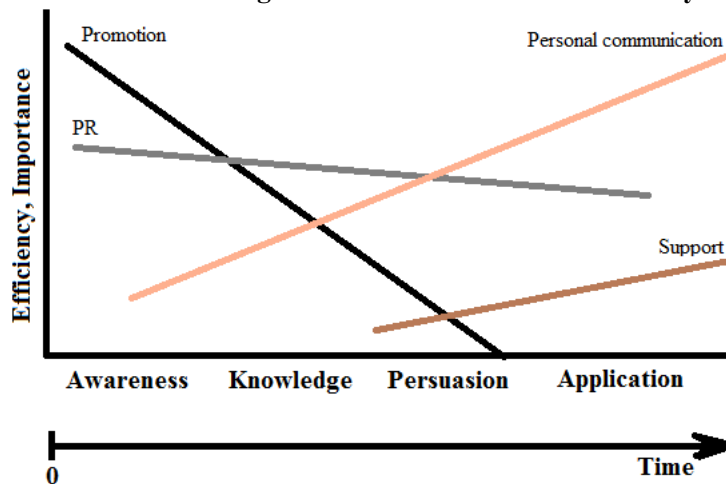 Promotion
Personal communication
PR
Support
Efficiency, Importance
Awareness Knowledge Persuasion Application
0
Time